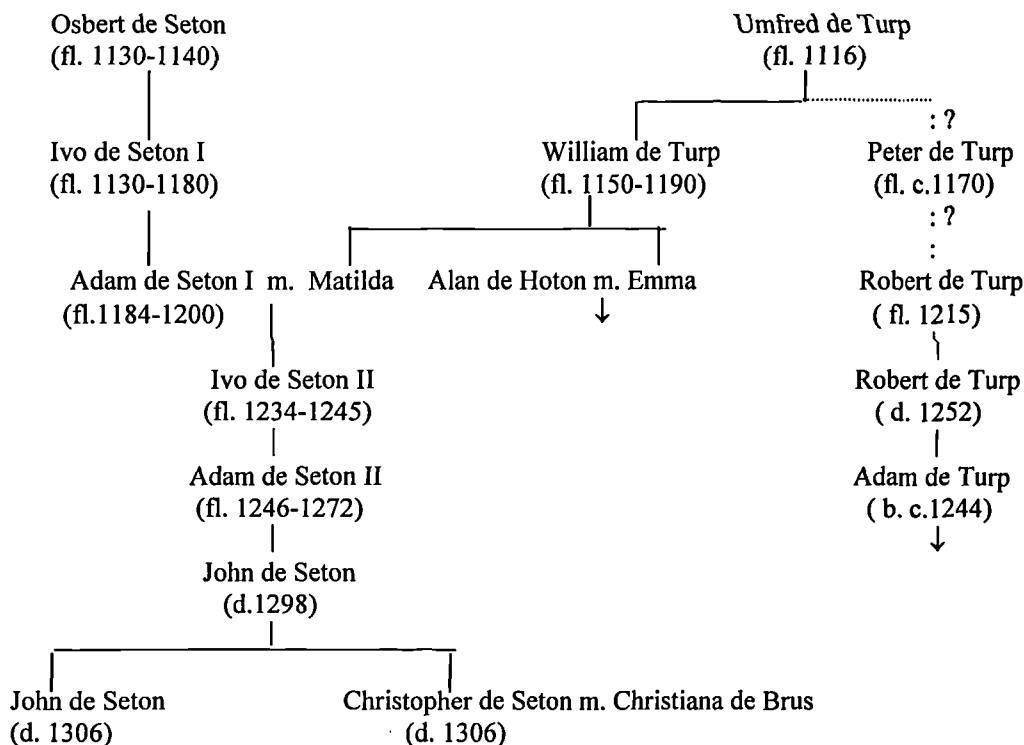 Osbert de Seton Umfred de Turp
(fl. 1130-1140) (fl. 1116)
: ?
Ivo de Seton I William de Turp Peter de Turp
(fl. 1130-1180) (fl. 1150-1190) (fl. c.1170)
: ?
:
Adam de Seton I m. Matilda Alan de Hoton m. Emma Robert de Turp
(fl.1184-1200) ↓ ( fl. 1215)
Ivo de Seton II Robert de Turp
(fl. 1234-1245) ( d. 1252)
Adam de Seton II Adam de Turp
(fl. 1246-1272) ( b. c.1244)
↓
John de Seton
(d.1298)
John de Seton Christopher de Seton m. Christiana de Brus
(d. 1306) (d. 1306)